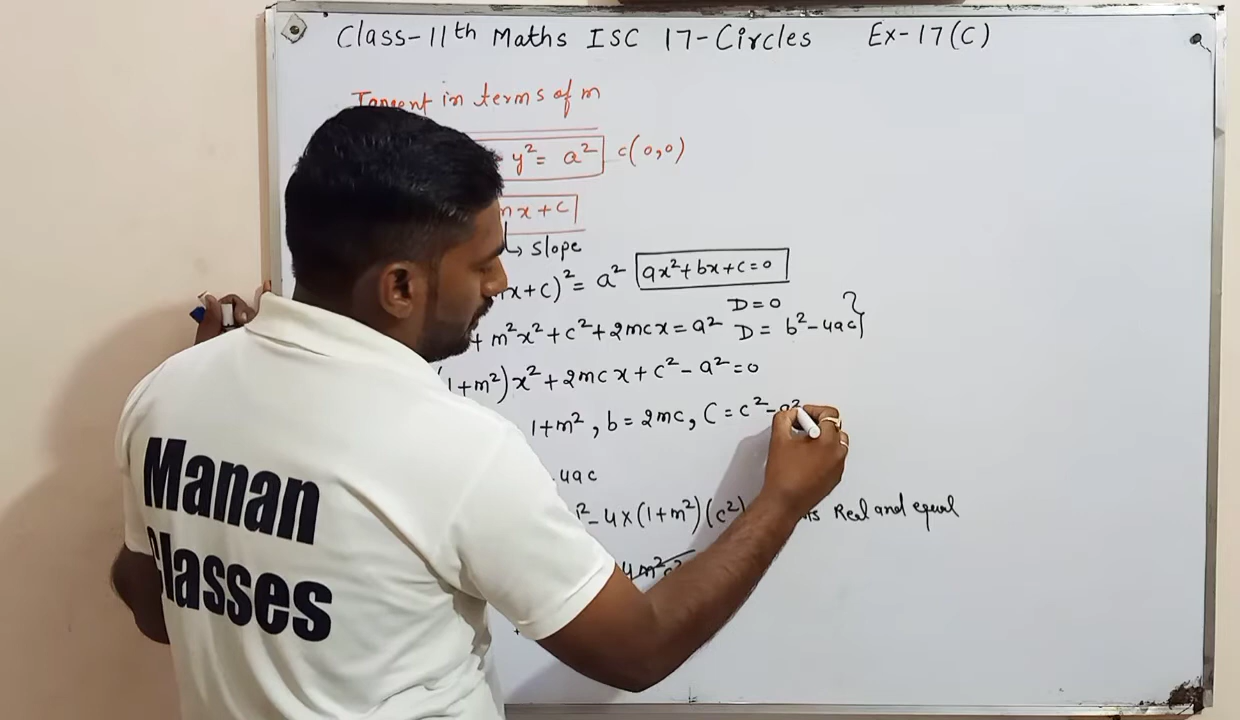 Class-11th Maths ISC 17-Circles Ex-17(C)
Tangent in terms of m
y² = a² c(0,0)
mx+c
↳ slope
x+c)² = a² ax²+bx+c=0
D=0
+ m²x²+c²+2mcx=a² D= b²-4ac
1+m²)x²+2mcx+c²-a²=0
1+m², b=2mc, C=c²-a²
4ac
²-4×(1+m²)(c²) Real and equal
4m²c²
Manan
Classes